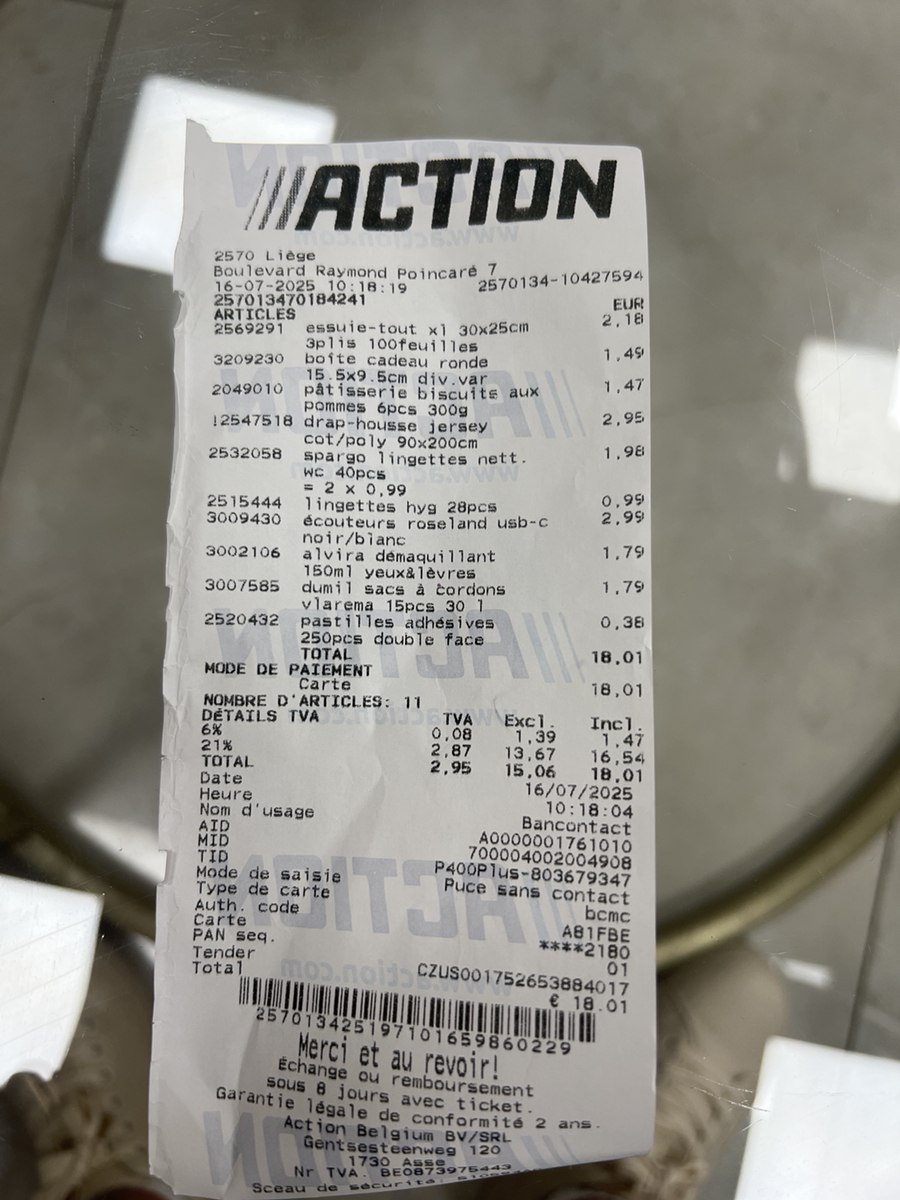 ACTION
2570 Liège
Boulevard Raymond Poincaré 7
16-07-2025 10:18:19 2570134-10427594
257013470184241 EUR
ARTICLES
2569291 essuie-tout xl 30x25cm 2,18
3plis 100feuilles
3209230 boîte cadeau ronde 1,49
15.5x9.5cm div.var
2049010 pâtisserie biscuits aux 1,47
pommes 6pcs 300g
!2547518 drap-housse jersey 2,95
cot/poly 90x200cm
2532058 spargo lingettes nett. 1,98
wc 40pcs
= 2 x 0,99
2515444 lingettes hyg 28pcs 0,99
3009430 écouteurs roseland usb-c 2,99
noir/blanc
3002106 alvira démaquillant 1,79
150ml yeux&lèvres
3007585 dumil sacs à cordons 1,79
vlarema 15pcs 30 l
2520432 pastilles adhésives 0,38
250pcs double face
TOTAL 18,01
MODE DE PAIEMENT
Carte 18,01
NOMBRE D'ARTICLES: 11
DÉTAILS TVA TVA Excl. Incl.
6% 0,08 1,39 1,47
21% 2,87 13,67 16,54
TOTAL 2,95 15,06 18,01
Date 16/07/2025
Heure 10:18:04
Nom d'usage Bancontact
AID A0000001761010
MID 700004002004908
TID P400Plus-803679347
Mode de saisie Puce sans contact
Type de carte bcmc
Auth. code A81FBE
Carte ****2180
PAN seq. 01
Tender CZUS001752653884017
Total € 18.01
257013425197101659860229
Merci et au revoir!
Échange ou remboursement
sous 8 jours avec ticket.
Garantie légale de conformité 2 ans.
Action Belgium BV/SRL
Gentsesteenweg 120
1730 Asse
Nr TVA. BE0873975443
Sceau de sécurité: